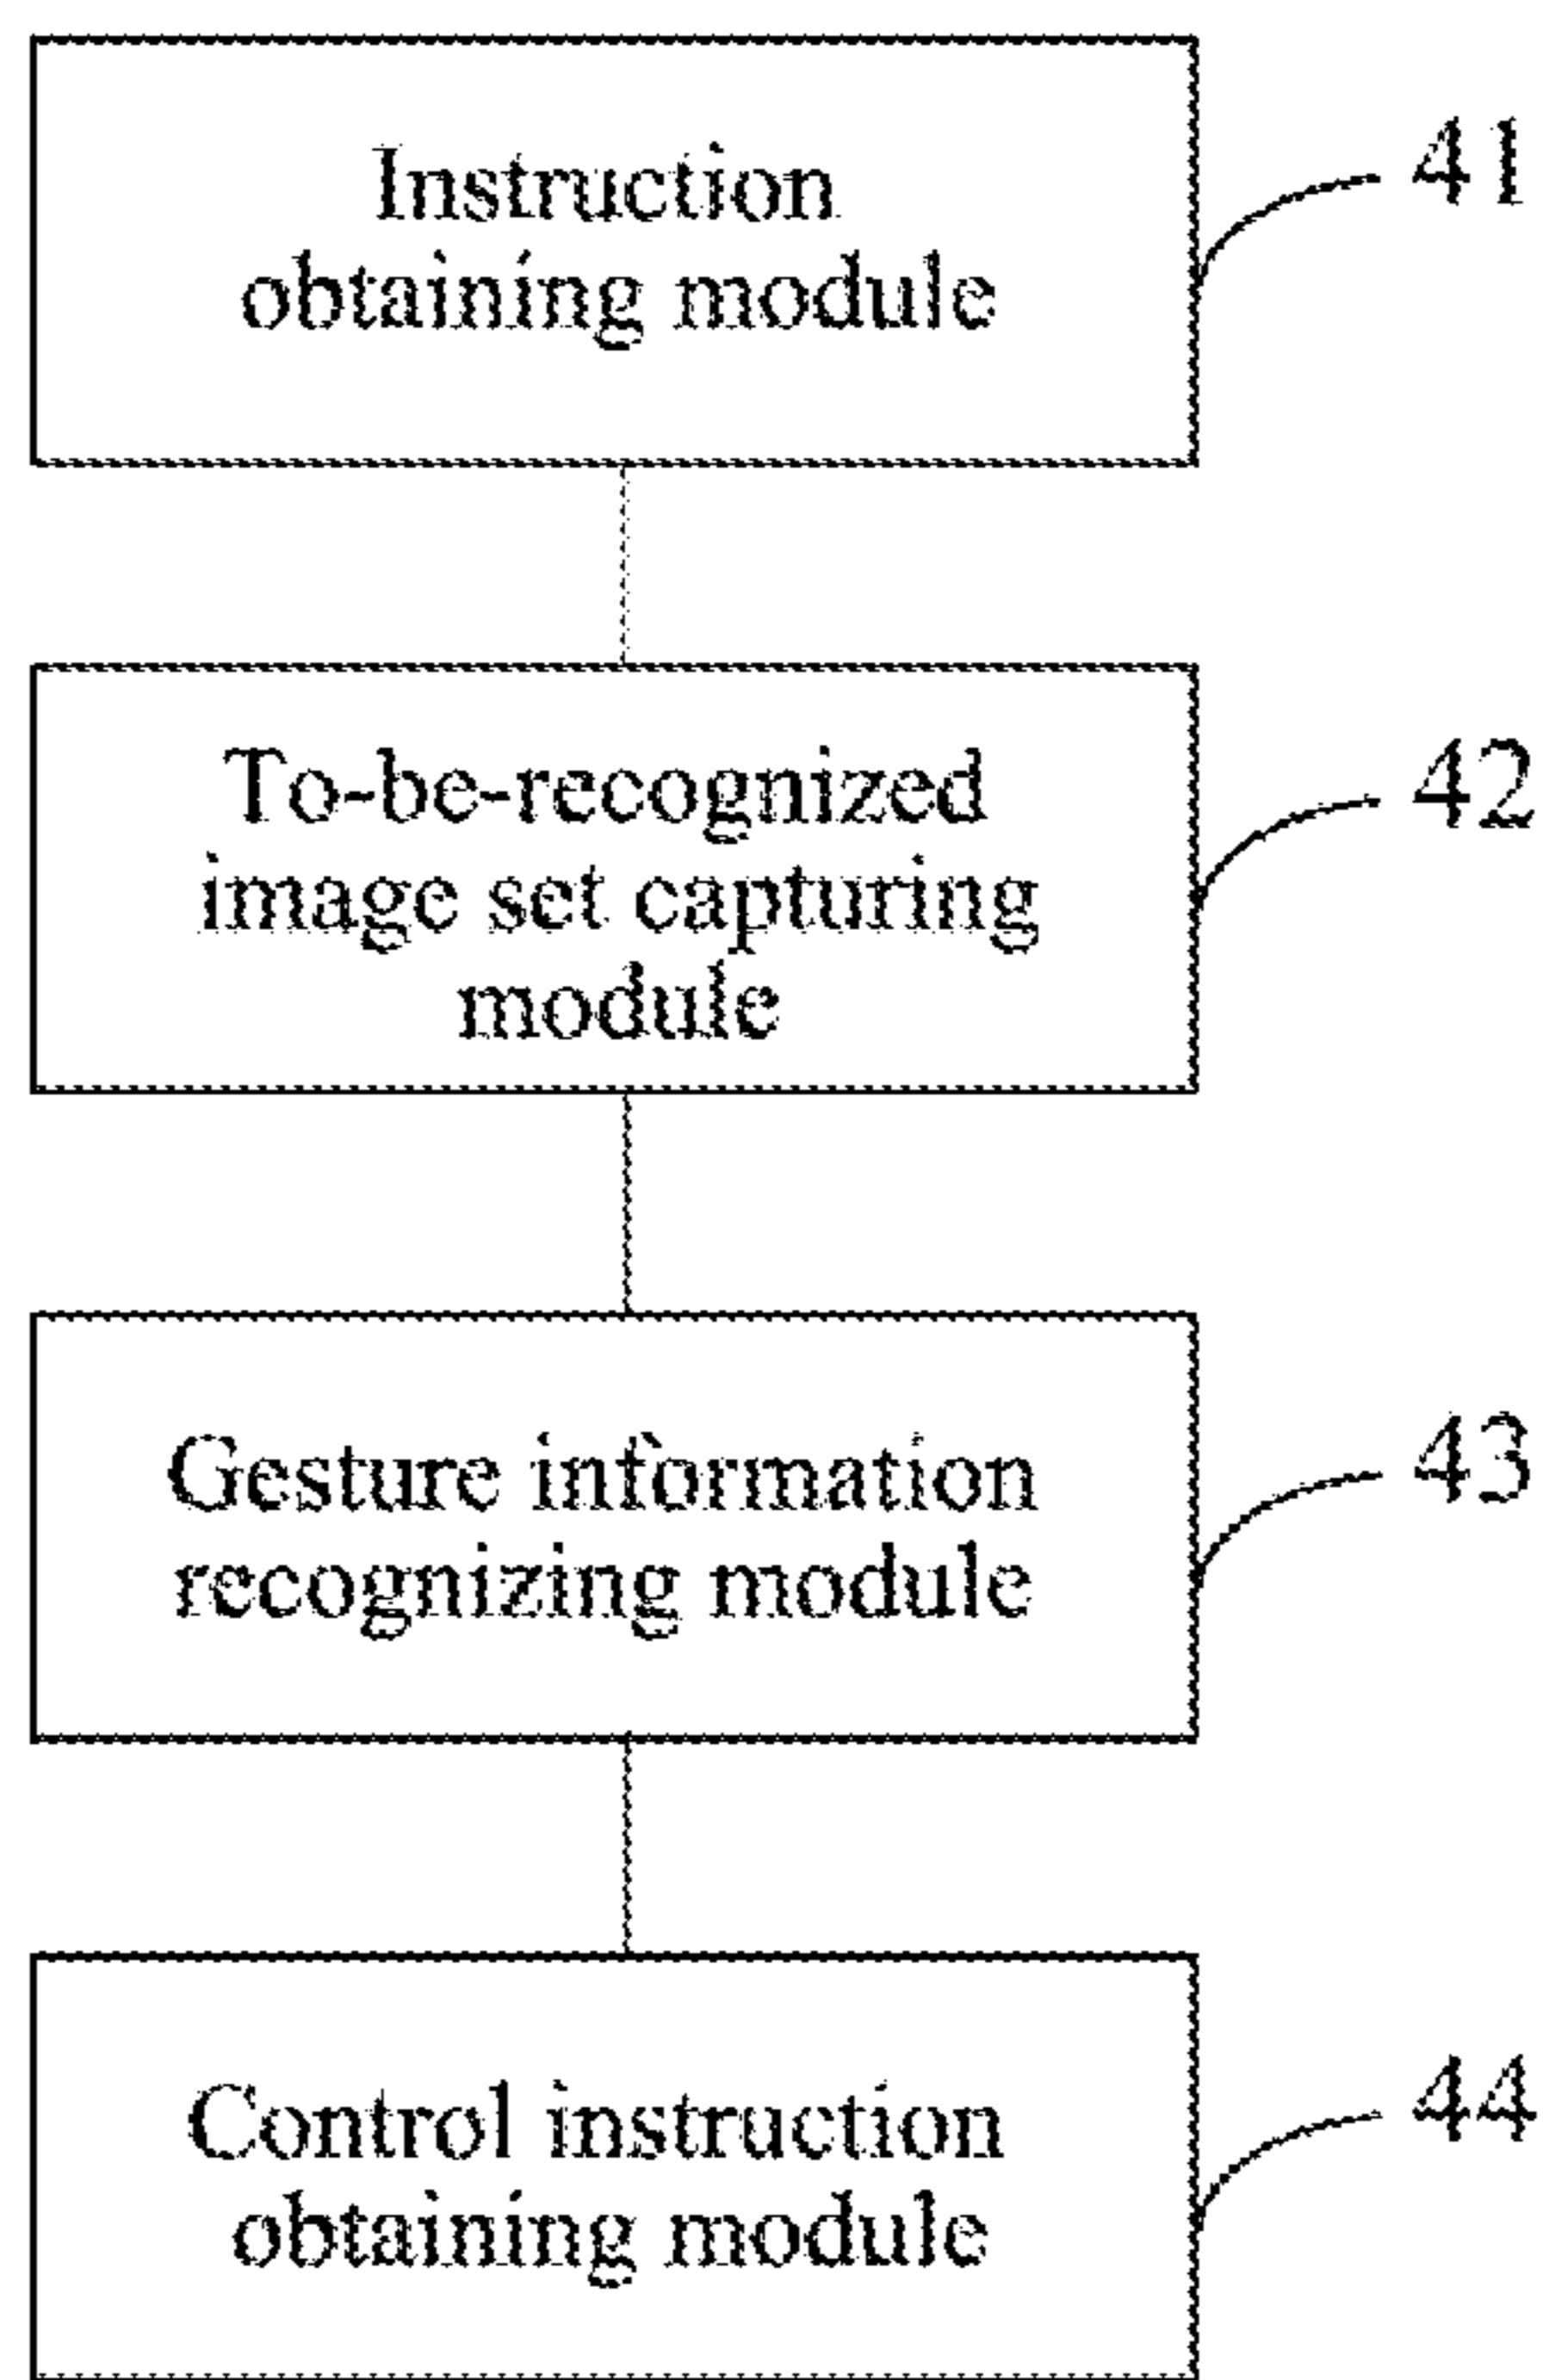 Instruction
obtaining module
41
To-be-recognized
image set capturing
module
42
Gesture information
recognizing module
43
Control instruction
obtaining module
44